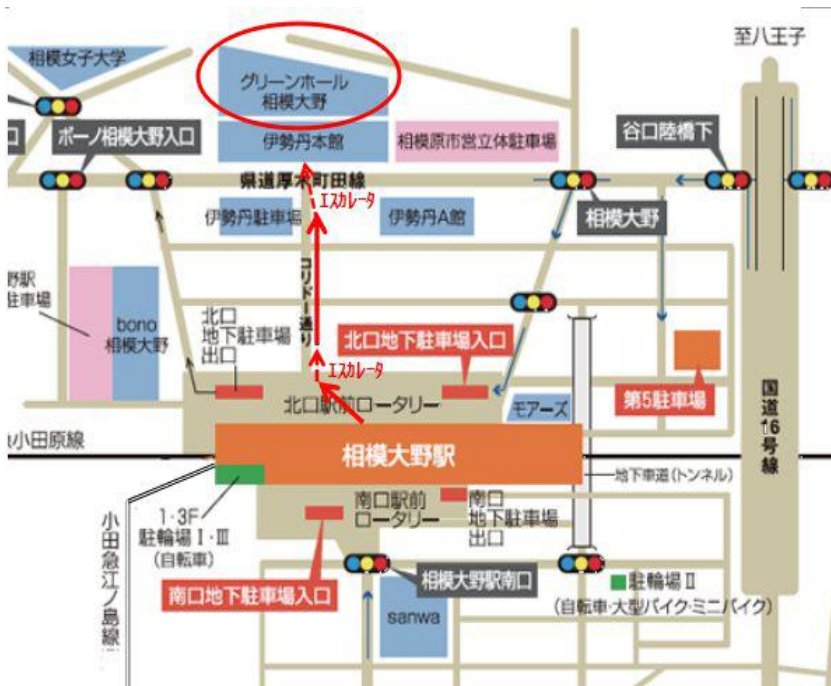 至八王子
相模女子大学
グリーンホール
相模大野
口
ボーノ相模大野入口
伊勢丹本館
相模原市営立体駐車場
谷口陸橋下
県道厚木町田線
エスカレータ
伊勢丹駐車場
伊勢丹A館
相模大野
コリドー通り
野駅
駐車場
bono
相模大野
北口
地下駐車場
出口
北口地下駐車場入口
エスカレータ
第5駐車場
国道16号線
北口駅前ロータリー
モアーズ
小田原線
相模大野駅
地下車道(トンネル)
1・3F
駐輪場Ⅰ・Ⅲ
(自転車)
南口駅前
ロータリー
南口
地下駐車場
出口
小田急江ノ島線
南口地下駐車場入口
相模大野駅南口
駐輪場Ⅱ
(自転車・大型バイク・ミニバイク)
sanwa